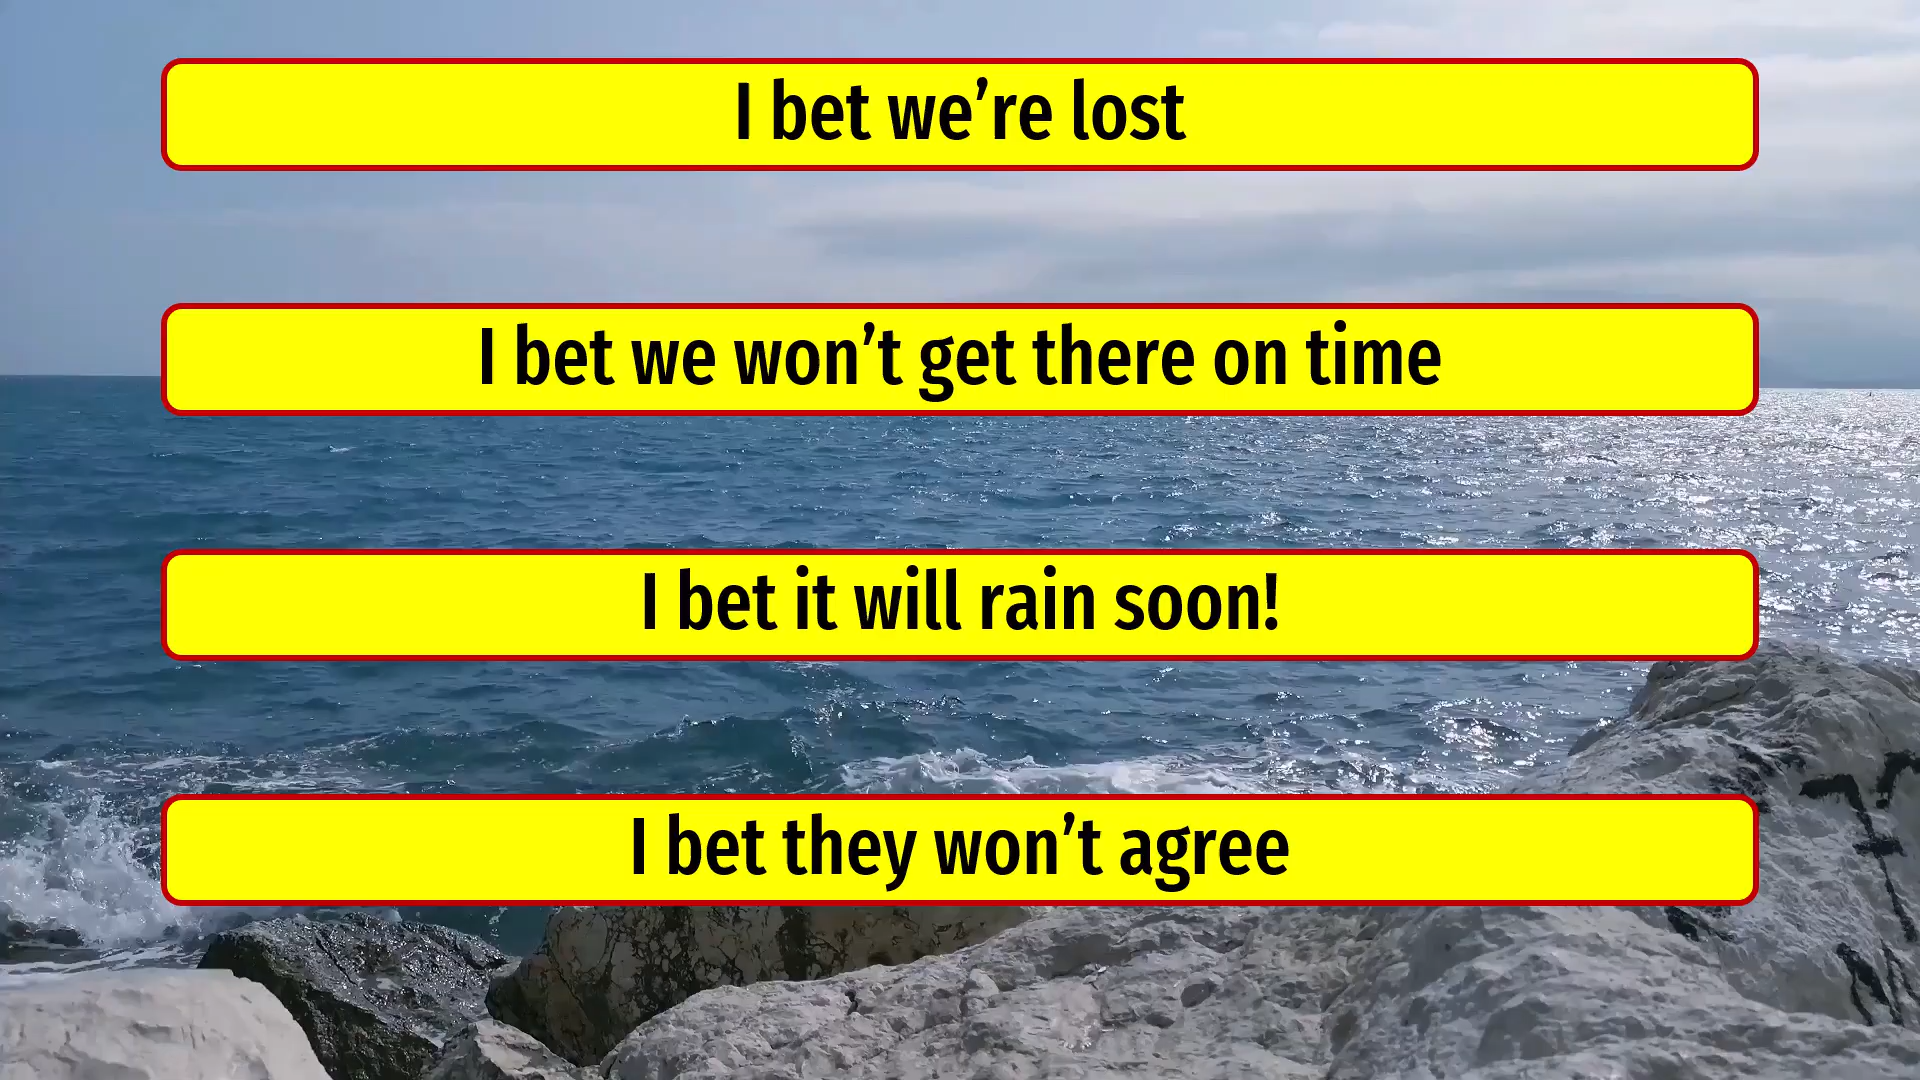 I bet we’re lost
I bet we won’t get there on time
I bet it will rain soon!
I bet they won’t agree